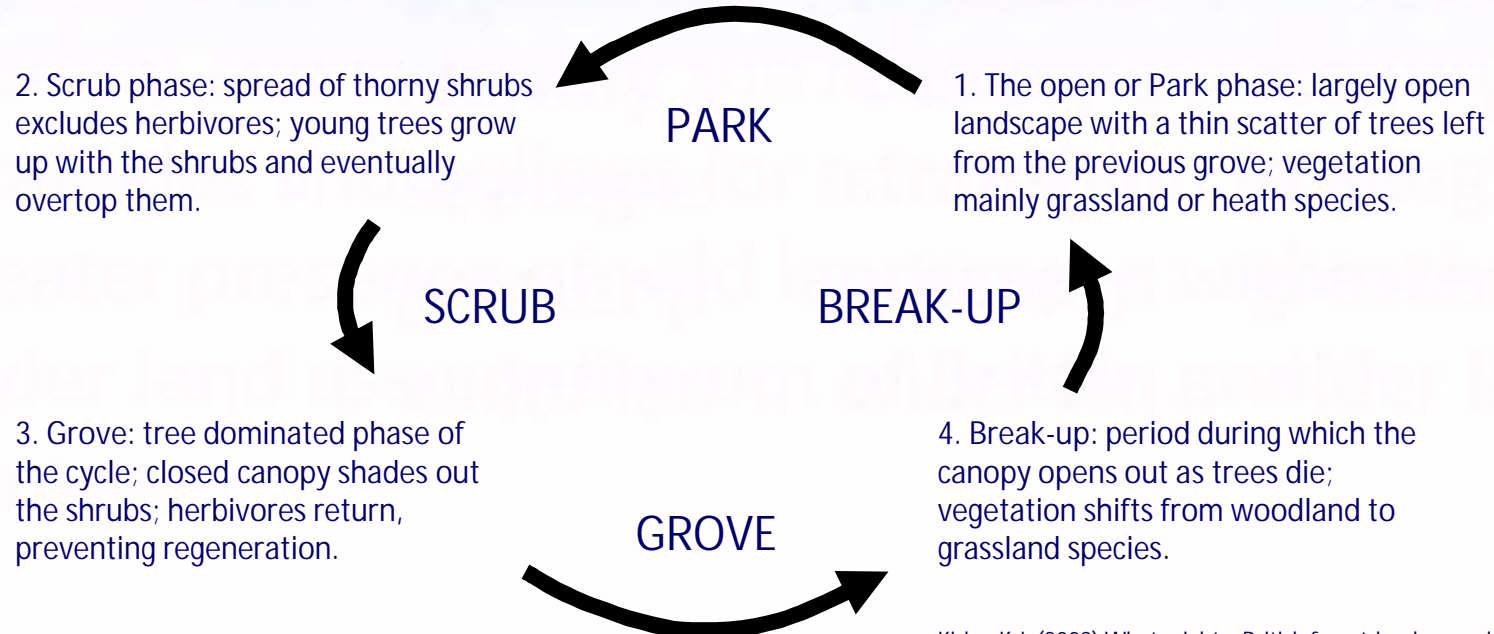 1. The open or Park phase: largely open
landscape with a thin scatter of trees left
from the previous grove; vegetation
mainly grassland or heath species.
2. Scrub phase: spread of thorny shrubs
excludes herbivores; young trees grow
up with the shrubs and eventually
overtop them.
PARK
SCRUB
BREAK-UP
3. Grove: tree dominated phase of
the cycle; closed canopy shades out
the shrubs; herbivores return,
preventing regeneration.
4. Break-up: period during which the
canopy opens out as trees die;
vegetation shifts from woodland to
grassland species.
GROVE